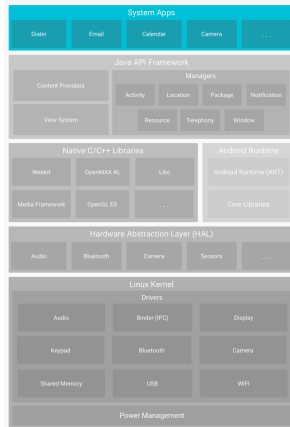 System Apps
Dialer Email Calendar Camera . . .
Java API Framework
Content Providers
View System
Managers
Activity Location Package Notification
Resource Telephony Window
Native C/C++ Libraries
Webkit OpenMAX AL Libc
Media Framework OpenGL ES . . .
Android Runtime
Android Runtime (ART)
Core Libraries
Hardware Abstraction Layer (HAL)
Audio Bluetooth Camera Sensors . . .
Linux Kernel
Drivers
Audio Binder (IPC) Display
Keypad Bluetooth Camera
Shared Memory USB WIFI
Power Management